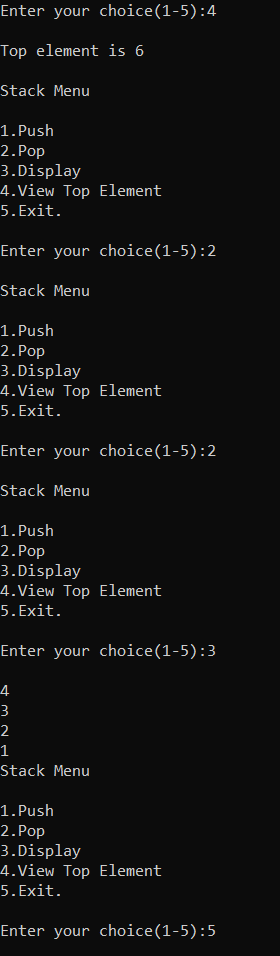 Enter your choice(1-5):4
Top element is 6
Stack Menu
1.Push
2.Pop
3.Display
4.View Top Element
5.Exit.
Enter your choice(1-5):2
Stack Menu
1.Push
2.Pop
3.Display
4.View Top Element
5.Exit.
Enter your choice(1-5):2
Stack Menu
1.Push
2.Pop
3.Display
4.View Top Element
5.Exit.
Enter your choice(1-5):3
4
3
2
1
Stack Menu
1.Push
2.Pop
3.Display
4.View Top Element
5.Exit.
Enter your choice(1-5):5